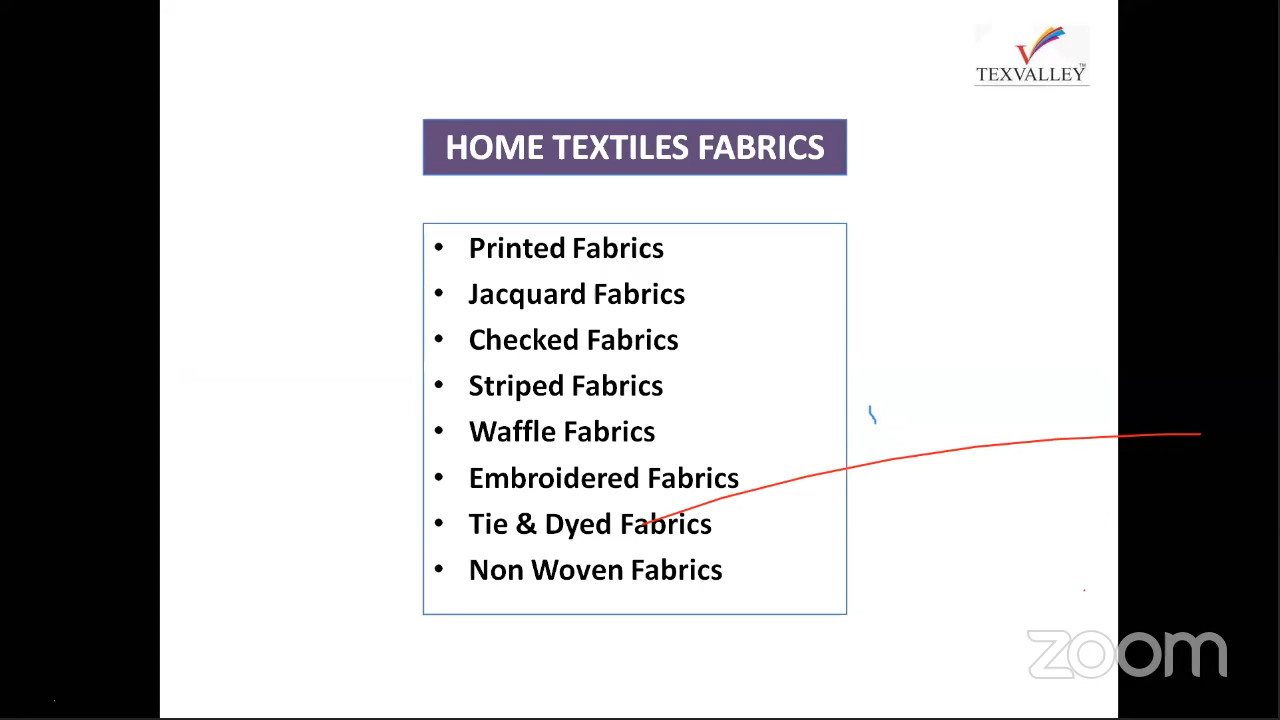 TEXVALLEY™
HOME TEXTILES FABRICS
• Printed Fabrics
• Jacquard Fabrics
• Checked Fabrics
• Striped Fabrics
• Waffle Fabrics
• Embroidered Fabrics
• Tie & Dyed Fabrics
• Non Woven Fabrics
zoom